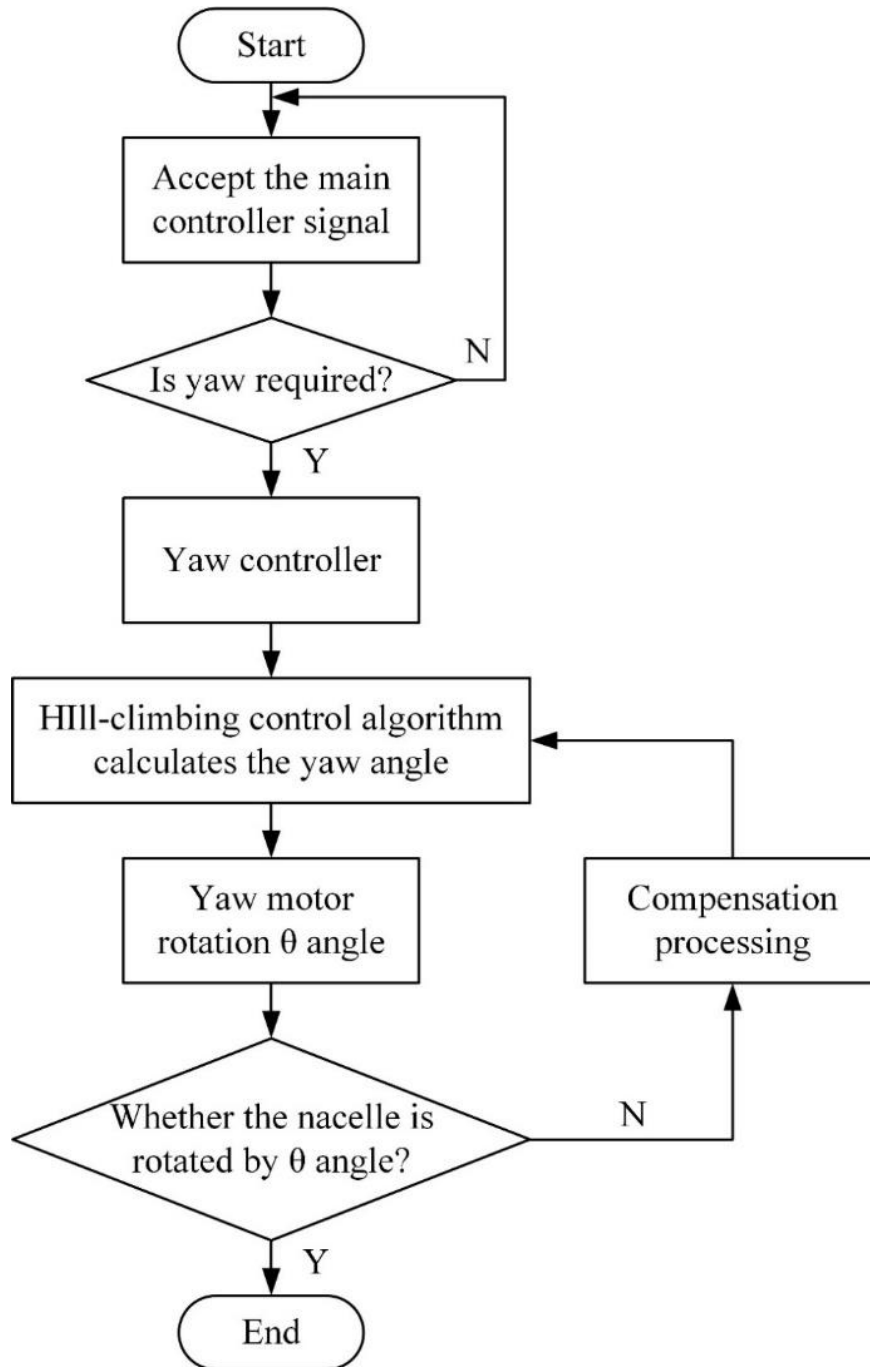 Start
Accept the main
controller signal
N
Is yaw required?
Y
Yaw controller
HIll-climbing control algorithm
calculates the yaw angle
Yaw motor
rotation θ angle
Compensation
processing
Whether the nacelle is
rotated by θ angle?
N
Y
End